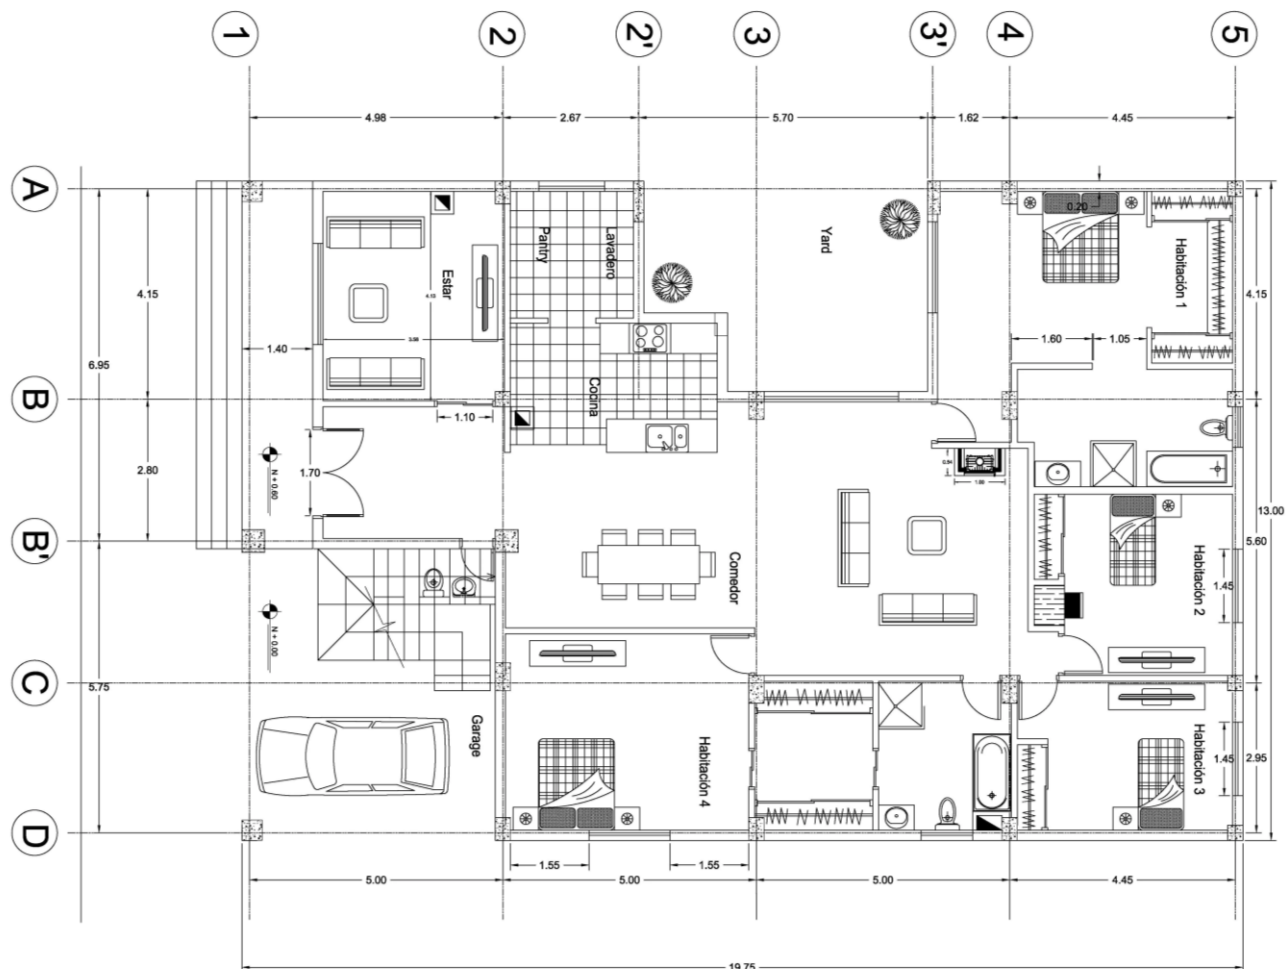 1
2
2'
3
3'
4
5
4.98
2.67
5.70
1.62
4.45
A
B
B'
C
D
0.20
Pantry
Lavadero
Yard
Habitación 1
Estar
4.15
4.15
1.40
1.60
1.05
6.95
Cocina
1.10
2.80
1.70
N + 0.60
13.00
5.60
Comedor
Habitación 2
1.45
N + 0.00
5.75
Garage
Habitación 4
Habitación 3
1.45
2.95
1.55
1.55
5.00
5.00
5.00
4.45
19.75